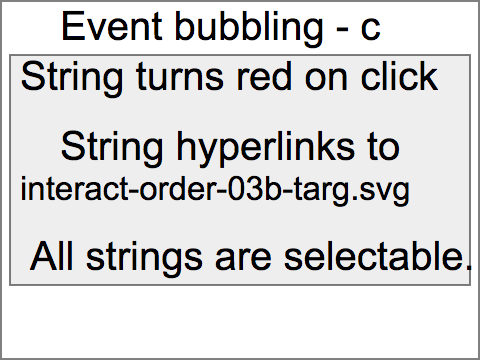 Event bubbling - c
String turns red on click
String hyperlinks to
interact-order-03b-targ.svg
All strings are selectable.